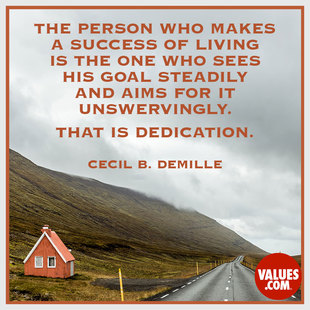 THE PERSON WHO MAKES
A SUCCESS OF LIVING
IS THE ONE WHO SEES
HIS GOAL STEADILY
AND AIMS FOR IT
UNSWERVINGLY.
THAT IS DEDICATION.
CECIL B. DEMILLE
VALUES
.COM